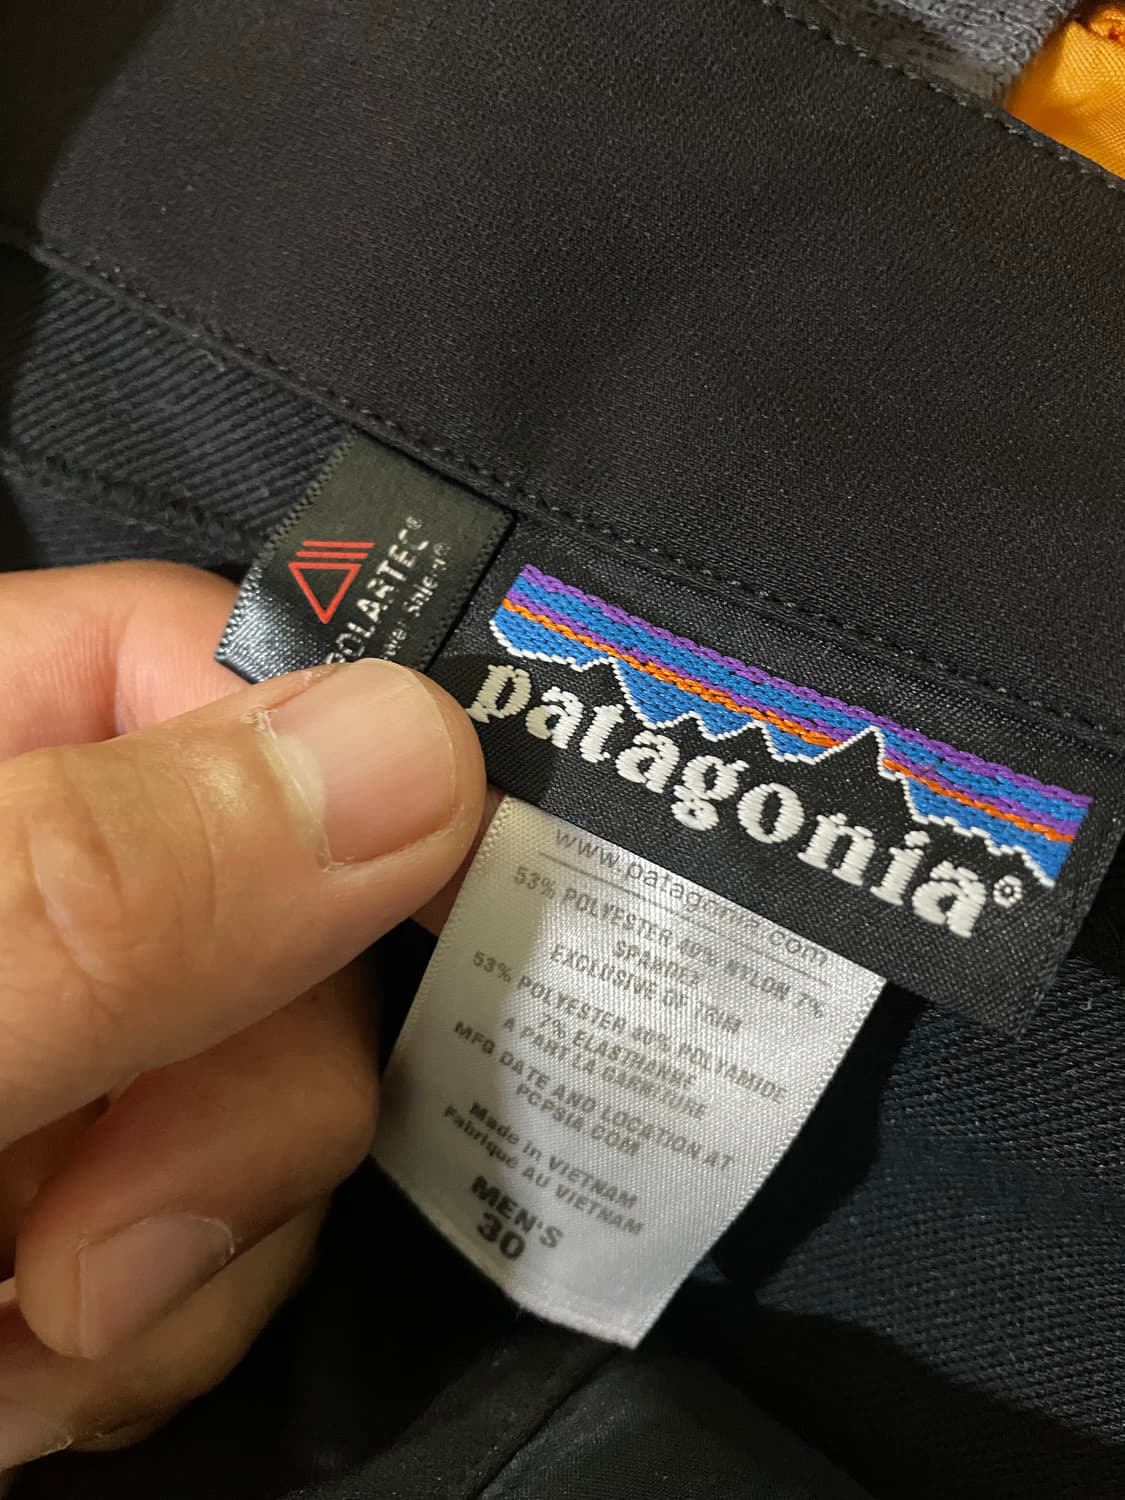 POLARTEC®
patagonia®
www.patagonia.com
53% POLYESTER 40% NYLON 7%
SPANDEX
EXCLUSIVE OF TRIM
53% POLYESTER 40% POLYAMIDE
7% ELASTHANNE
A PART LA GARNITURE
MFG DATE AND LOCATION AT
PCPSIA.COM
Made in VIETNAM
Fabriqué AU VIETNAM
MEN'S
30